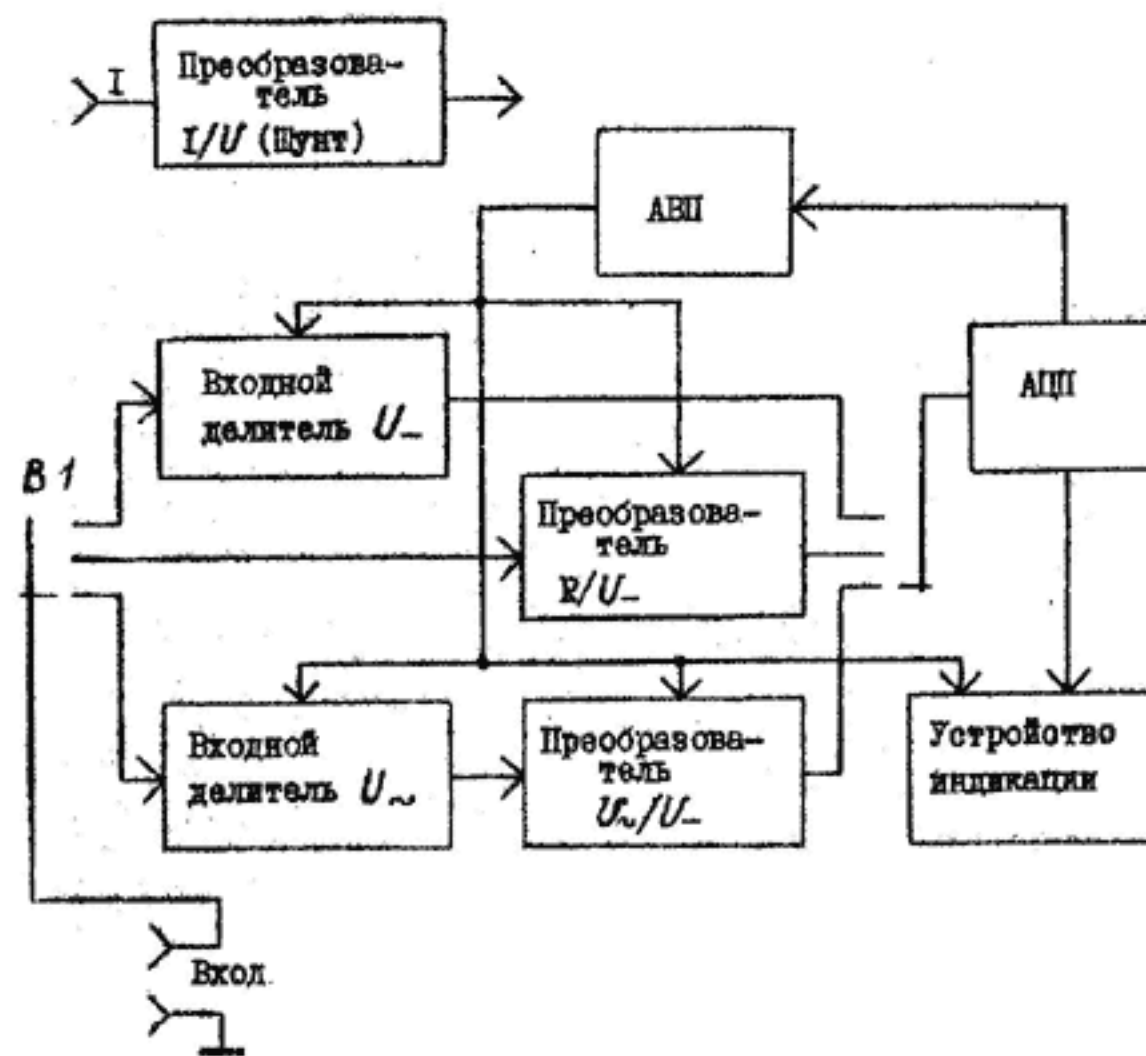 I
Преобразова-
тель
I/U (Шунт)
АВП
Входной
делитель U_
АЦП
В 1
Преобразова-
тель
R/U_
Входной
делитель U~
Преобразова-
тель
U~/U_
Устройство
индикации
Вход